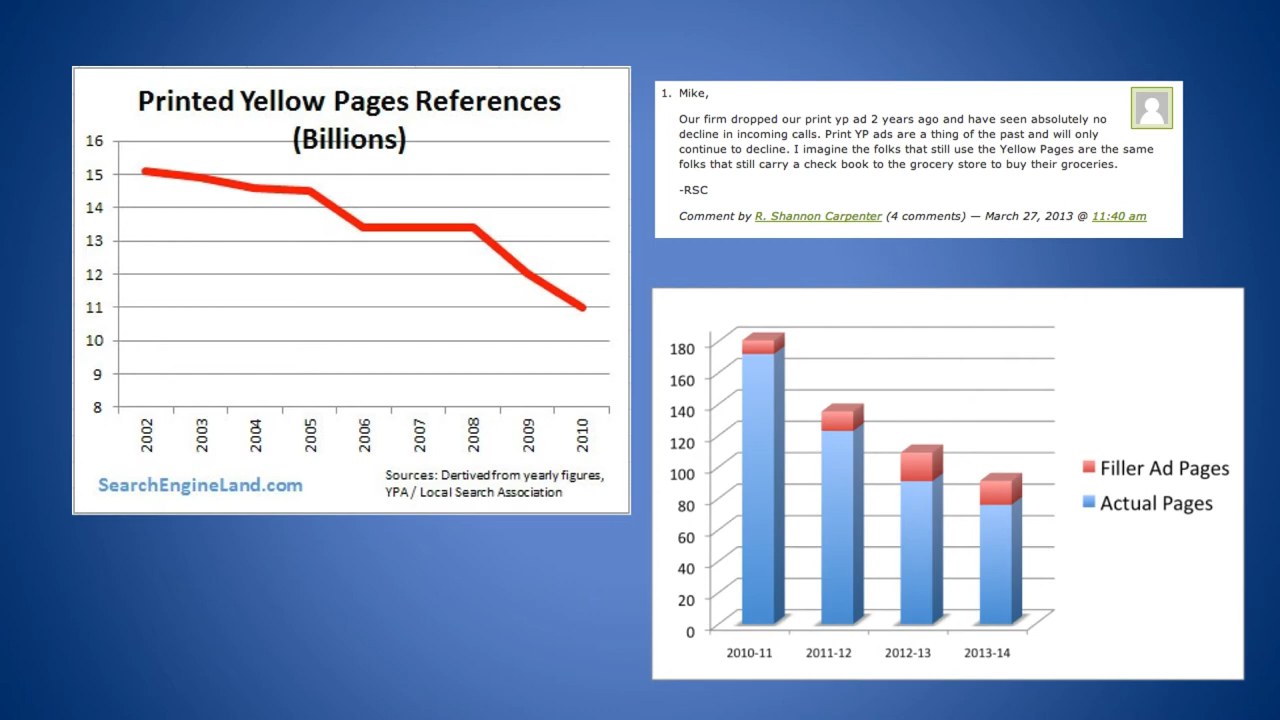 Printed Yellow Pages References
(Billions)
16
15
14
13
12
11
10
9
8
2002
2003
2004
2005
2006
2007
2008
2009
2010
SearchEngineLand.com
Sources: Derived from yearly figures,
YPA / Local Search Association
1. Mike,
Our firm dropped our print yp ad 2 years ago and have seen absolutely no
decline in incoming calls. Print YP ads are a thing of the past and will only
continue to decline. I imagine the folks that still use the Yellow Pages are the same
folks that still carry a check book to the grocery store to buy their groceries.
-RSC
Comment by R. Shannon Carpenter (4 comments) — March 27, 2013 @ 11:40 am
180
160
140
120
100
80
60
40
20
0
2010-11
2011-12
2012-13
2013-14
Filler Ad Pages
Actual Pages